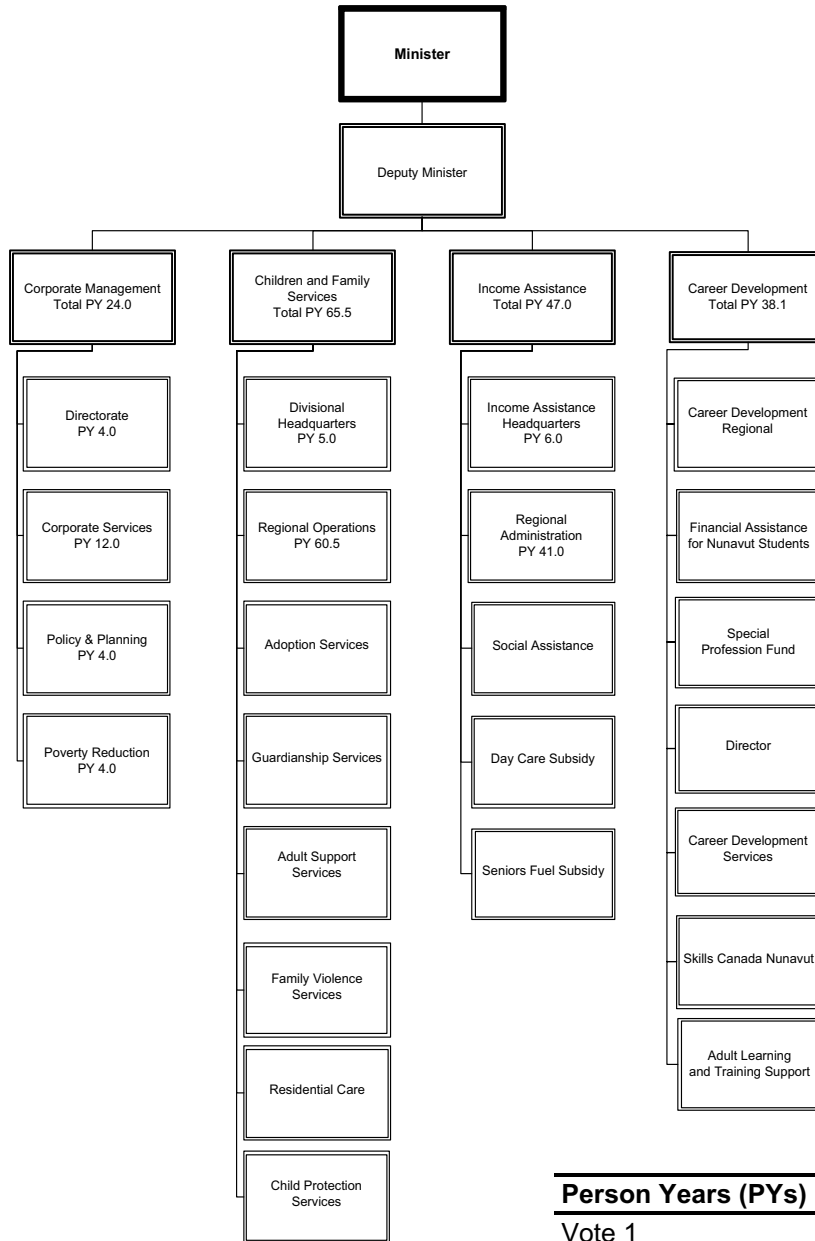 Minister
Deputy Minister
Corporate Management
Total PY 24.0
Children and Family
Services
Total PY 65.5
Income Assistance
Total PY 47.0
Career Development
Total PY 38.1
Directorate
PY 4.0
Corporate Services
PY 12.0
Policy & Planning
PY 4.0
Poverty Reduction
PY 4.0
Divisional
Headquarters
PY 5.0
Regional Operations
PY 60.5
Adoption Services
Guardianship Services
Adult Support
Services
Family Violence
Services
Residential Care
Child Protection
Services
Income Assistance
Headquarters
PY 6.0
Regional
Administration
PY 41.0
Social Assistance
Day Care Subsidy
Seniors Fuel Subsidy
Career Development
Regional
Financial Assistance
for Nunavut Students
Special
Profession Fund
Director
Career Development
Services
Skills Canada Nunavut
Adult Learning
and Training Support
Person Years (PYs)
Vote 1